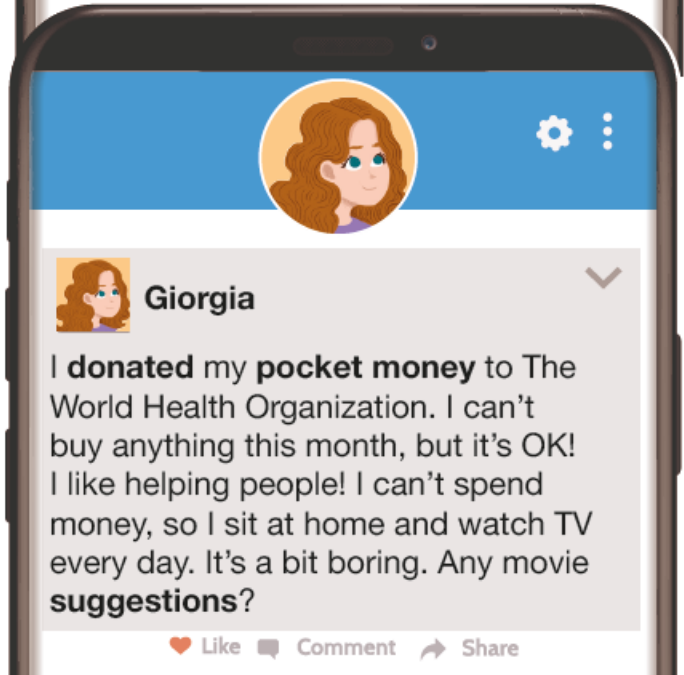 Giorgia
I donated my pocket money to The
World Health Organization. I can't
buy anything this month, but it's OK!
I like helping people! I can't spend
money, so I sit at home and watch TV
every day. It's a bit boring. Any movie
suggestions?
Like Comment Share